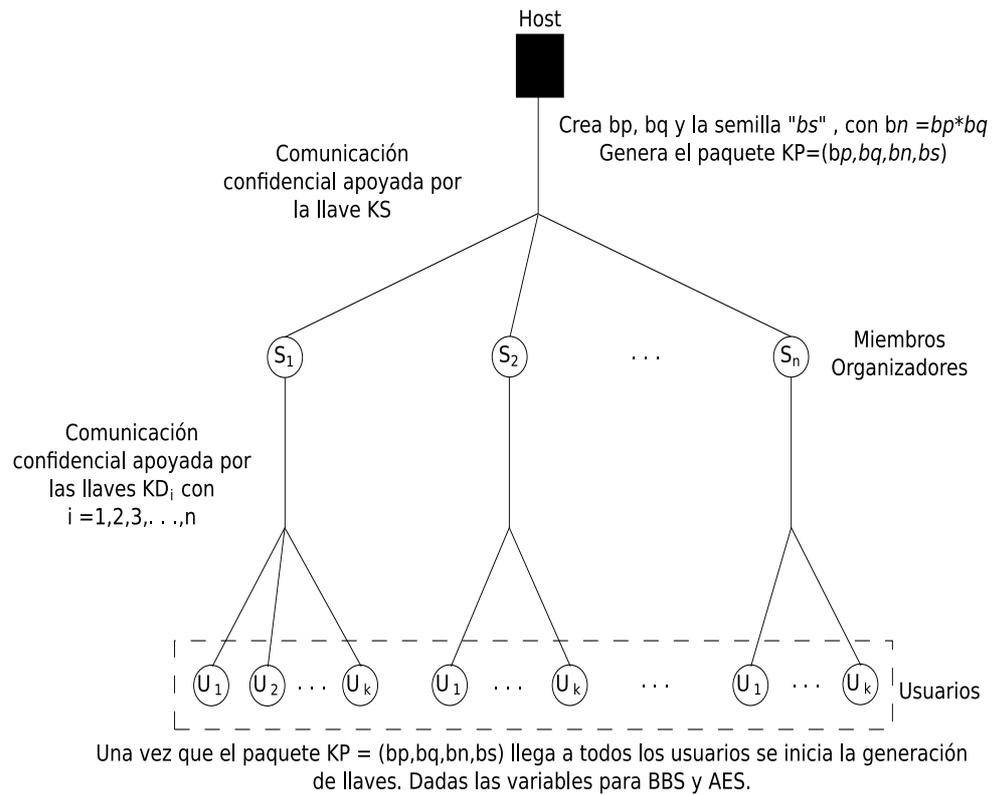 Host
Crea bp, bq y la semilla "bs" , con bn =bp*bq
Genera el paquete KP=(bp,bq,bn,bs)
Comunicación
confidencial apoyada por
la llave KS
S1
S2
. . .
Sn
Miembros
Organizadores
Comunicación
confidencial apoyada por
las llaves KDi con
i =1,2,3,. . .,n
U1 U2 . . . Uk U1 . . . Uk . . . U1 . . . Uk
Usuarios
Una vez que el paquete KP = (bp,bq,bn,bs) llega a todos los usuarios se inicia la generación
de llaves. Dadas las variables para BBS y AES.